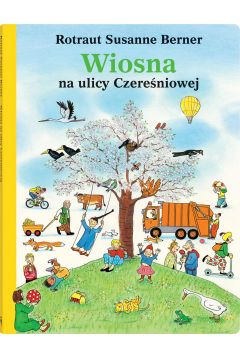 Rotraut Susanne Berner
Wiosna
na ulicy Czereśniowej